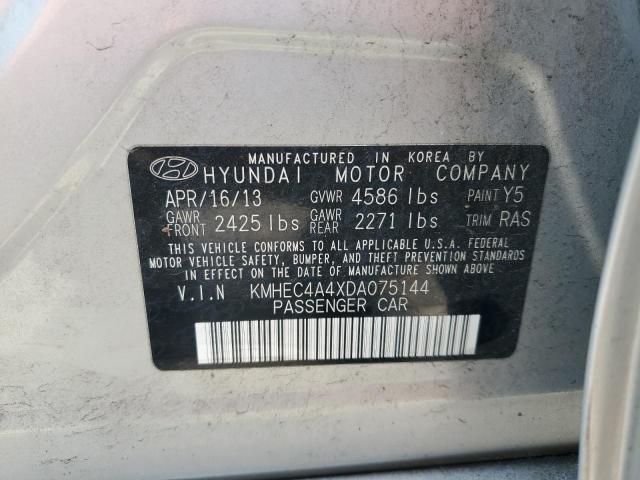 MANUFACTURED IN KOREA BY
HYUNDAI MOTOR COMPANY
APR/16/13 GVWR 4586 lbs PAINT Y5
GAWR FRONT 2425 lbs GAWR REAR 2271 lbs TRIM RAS
THIS VEHICLE CONFORMS TO ALL APPLICABLE U.S.A. FEDERAL
MOTOR VEHICLE SAFETY, BUMPER, AND THEFT PREVENTION STANDARDS
IN EFFECT ON THE DATE OF MANUFACTURE SHOWN ABOVE
V.I.N KMHEC4A4XDA075144
PASSENGER CAR